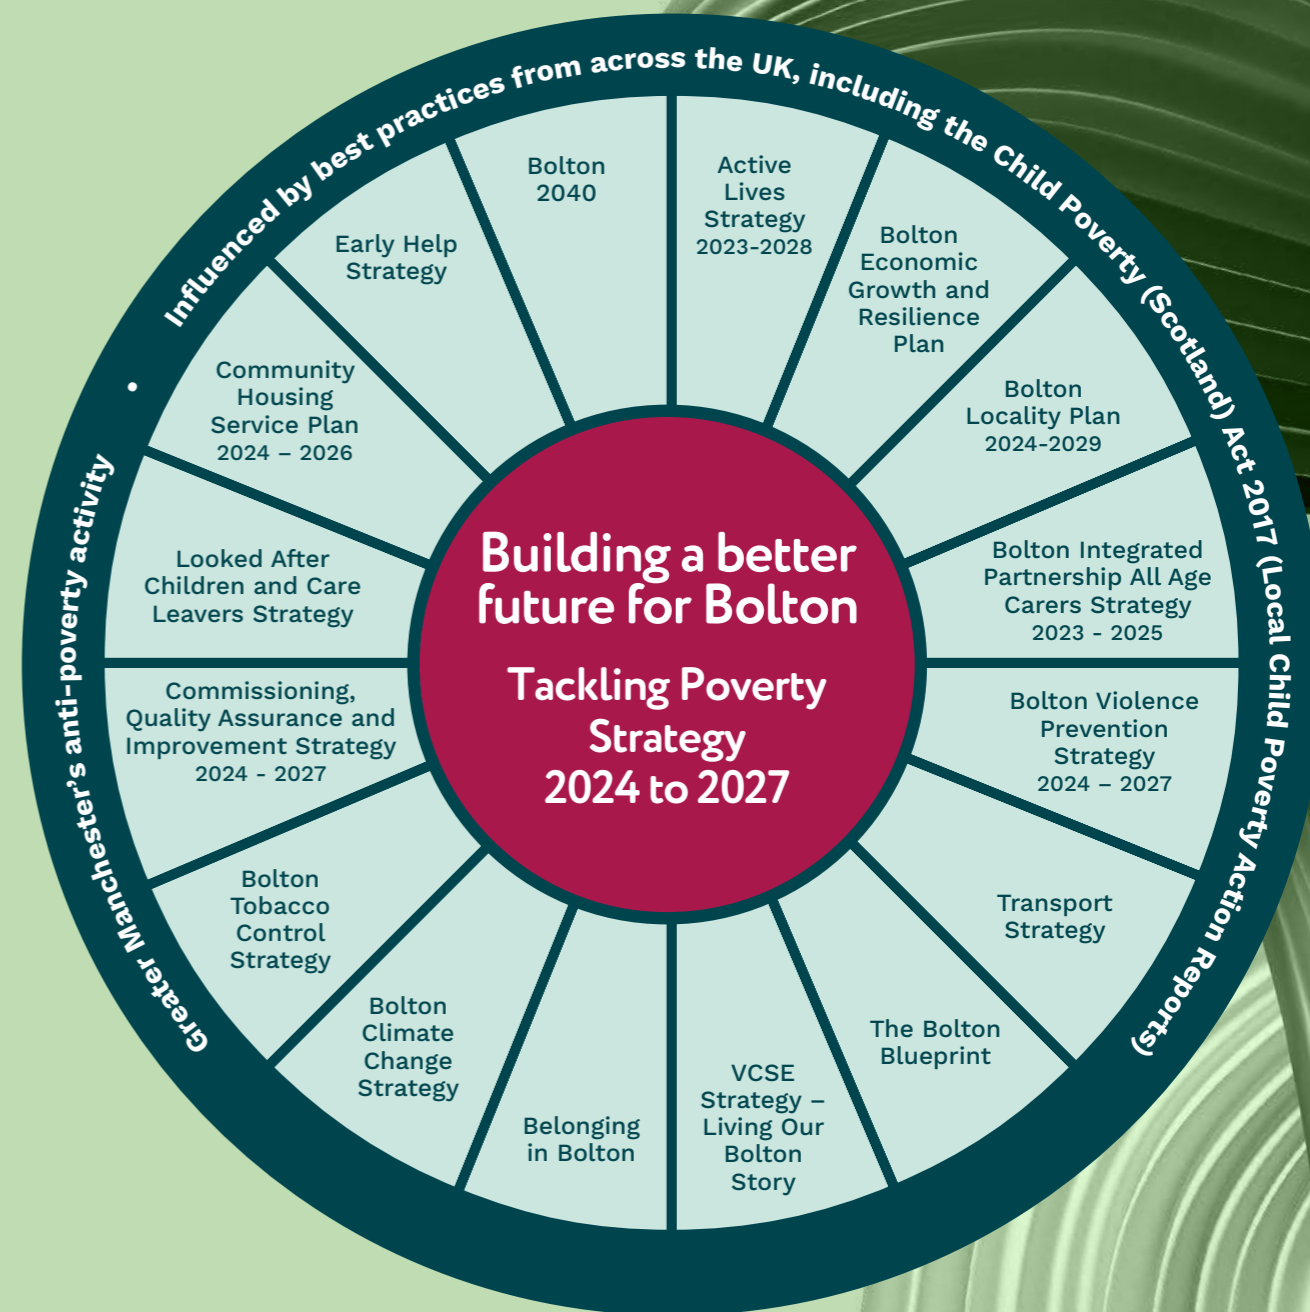 Influenced by best practices from across the UK, including the Child Poverty (Scotland) Act 2017 (Local Child Poverty Action Reports)
Greater Manchester’s anti-poverty activity
•
Building a better
future for Bolton
Tackling Poverty
Strategy
2024 to 2027
Active
Lives
Strategy
2023-2028
Bolton
Economic
Growth and
Resilience
Plan
Bolton
Locality Plan
2024-2029
Bolton Integrated
Partnership All Age
Carers Strategy
2023 - 2025
Bolton Violence
Prevention
Strategy
2024 – 2027
Transport
Strategy
The Bolton
Blueprint
VCSE
Strategy –
Living Our
Bolton
Story
Belonging
in Bolton
Bolton
Climate
Change
Strategy
Bolton
Tobacco
Control
Strategy
Commissioning,
Quality Assurance and
Improvement Strategy
2024 - 2027
Looked After
Children and Care
Leavers Strategy
Community
Housing
Service Plan
2024 – 2026
Early Help
Strategy
Bolton
2040